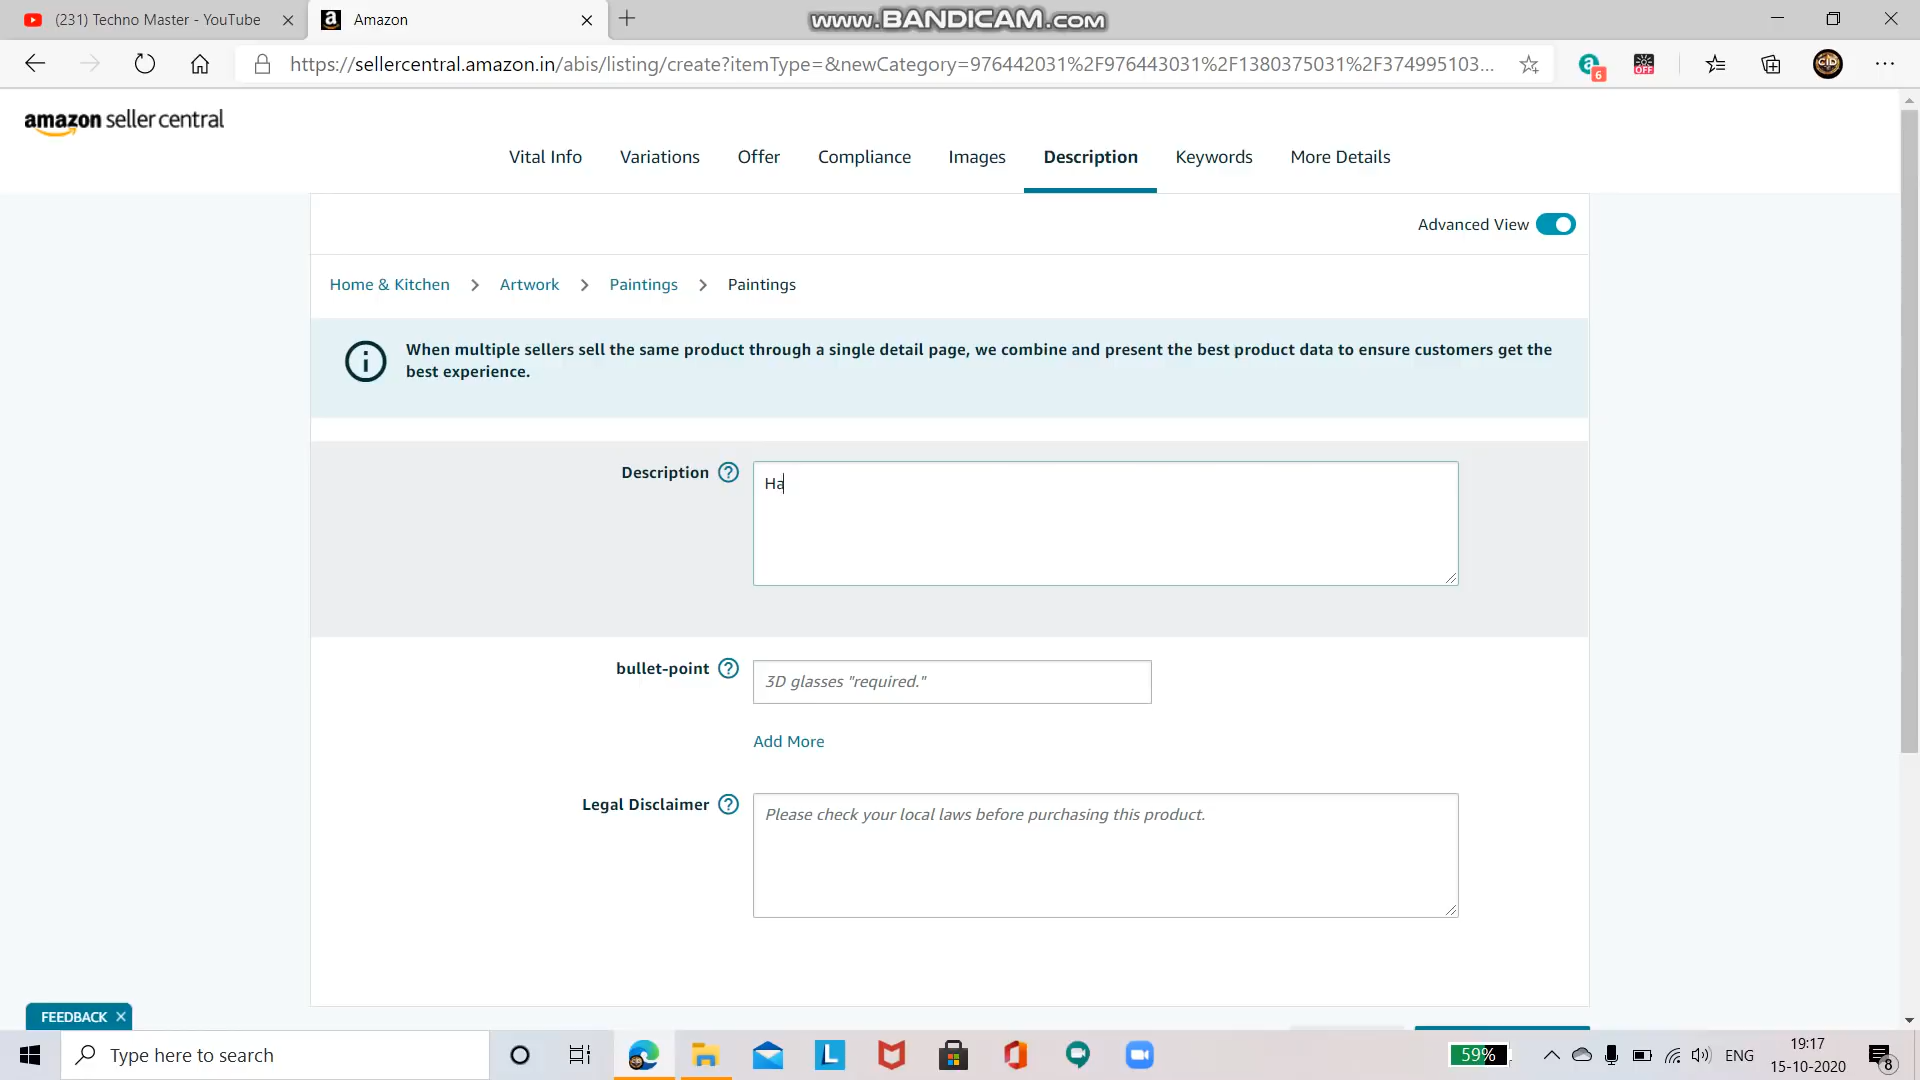 (231) Techno Master - YouTube
Amazon
www.BANDICAM.com
https://sellercentral.amazon.in/abis/listing/create?itemType=&newCategory=976442031%2F976443031%2F1380375031%2F374995103...
6
OFF
CID
amazon seller central
Vital Info
Variations
Offer
Compliance
Images
Description
Keywords
More Details
Advanced View
Home & Kitchen
Artwork
Paintings
Paintings
When multiple sellers sell the same product through a single detail page, we combine and present the best product data to ensure customers get the
best experience.
Description
Ha
bullet-point
3D glasses "required."
Add More
Legal Disclaimer
Please check your local laws before purchasing this product.
FEEDBACK
Type here to search
59%
ENG
19:17
15-10-2020
8